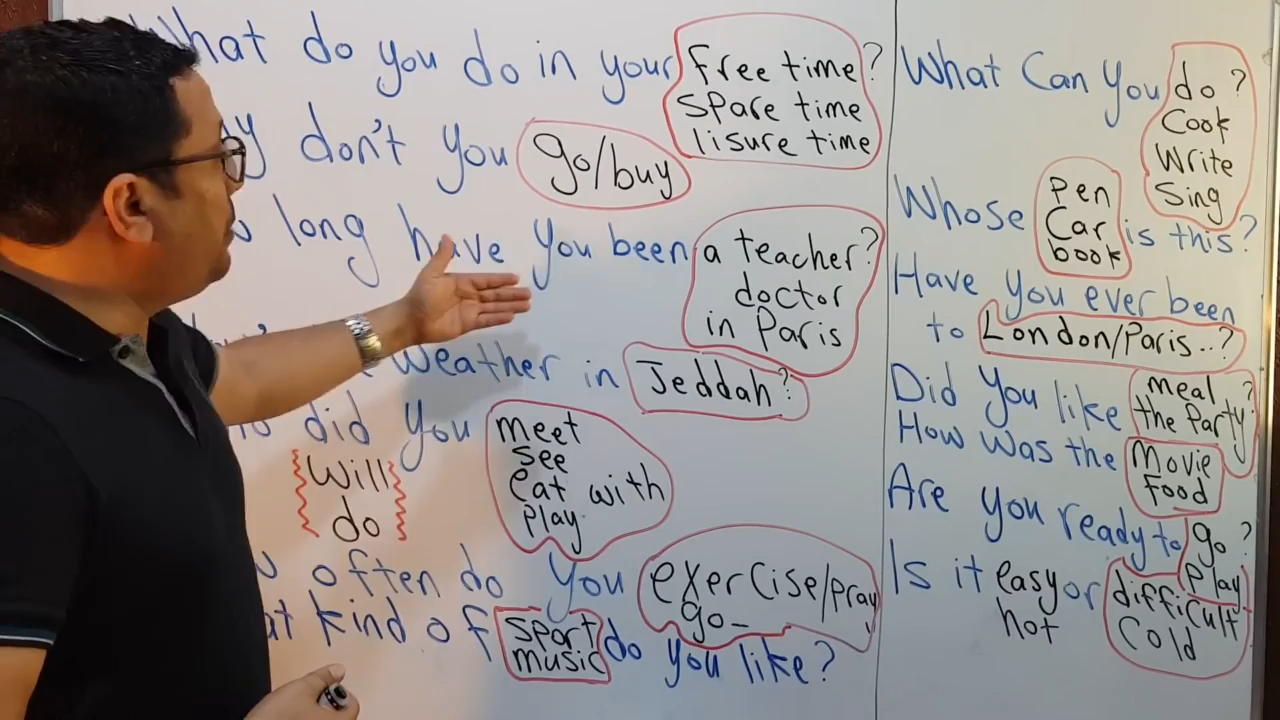 What do you do in your free time?
spare time
lisure time
don't you go/buy
long have you been a teacher?
doctor
in Paris
Weather in Jeddah?
did you meet
see
eat with
play
Will
do
often do you exercise/pray
go_
kind of sport do you like?
music
What Can You do?
Cook
Write
Sing
Whose pen is this?
Car
book
Have you ever been
to London/Paris..?
Did You like meal
the Party?
How was the Movie
food
Are you ready to go?
play
Is it easy or difficult
hot Cold